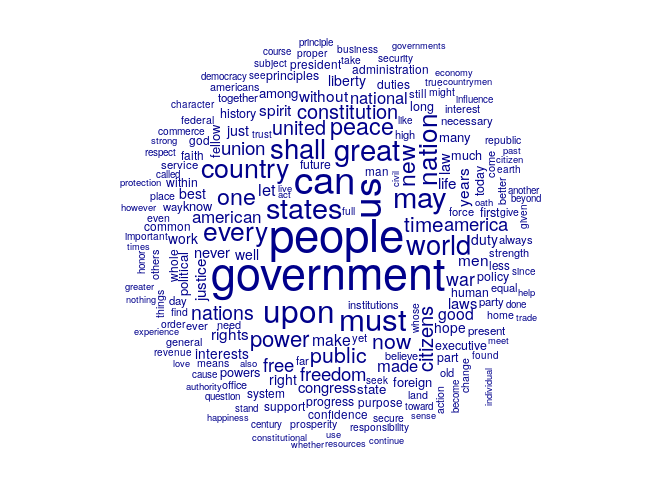 principle
governments
course
proper
business
subject
president
take
security
administration
economy
democracy
see
principles
liberty
duties
true
countrymen
americans
among
without
national
still
might
influence
together
character
history
spirit
constitution
long
interest
federal
commerce
just
trust
united
peace
like
high
necessary
strong
god
fellow
union
shall
great
new
nation
many
republic
respect
faith
future
man
civil
law
much
past
citizen
service
called
country
can
us
may
life
years
today
come
earth
protection
within
let
live
act
better
another
beyond
place
best
one
states
full
force
first
give
given
however
way
know
american
time
america
oath
even
common
every
people
world
duty
always
important
work
never
well
men
strength
times
whole
political
justice
government
war
less
since
honor
others
policy
greater
human
equal
help
nothing
things
day
nations
upon
institutions
must
whose
citizens
laws
party
done
find
good
home
trade
order
ever
need
rights
power
make
yet
now
hope
present
experience
general
public
executive
meet
revenue
interests
believe
part
found
love
means
also
free
far
made
cause
powers
right
freedom
seek
foreign
old
change
authority
office
congress
state
land
action
become
individual
question
system
progress
purpose
toward
stand
support
confidence
secure
sense
happiness
century
prosperity
responsibility
constitutional
use
whether
resources
continue